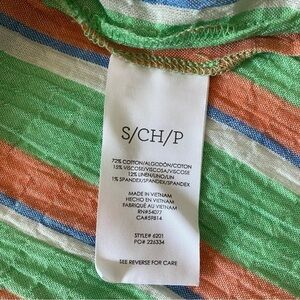 S/CH/P
72% COTTON/ALGODÓN/COTON
15% VISCOSE/VISCOSA/VISCOSE
12% LINEN/LINO/LIN
1% SPANDEX/SPANDEX/SPANDEX
MADE IN VIETNAM
HECHO EN VIETNAM
FABRIQUÉ AU VIETNAM
RN#54077
CA#59814
STYLE# 6201
PO# 226334
SEE REVERSE FOR CARE